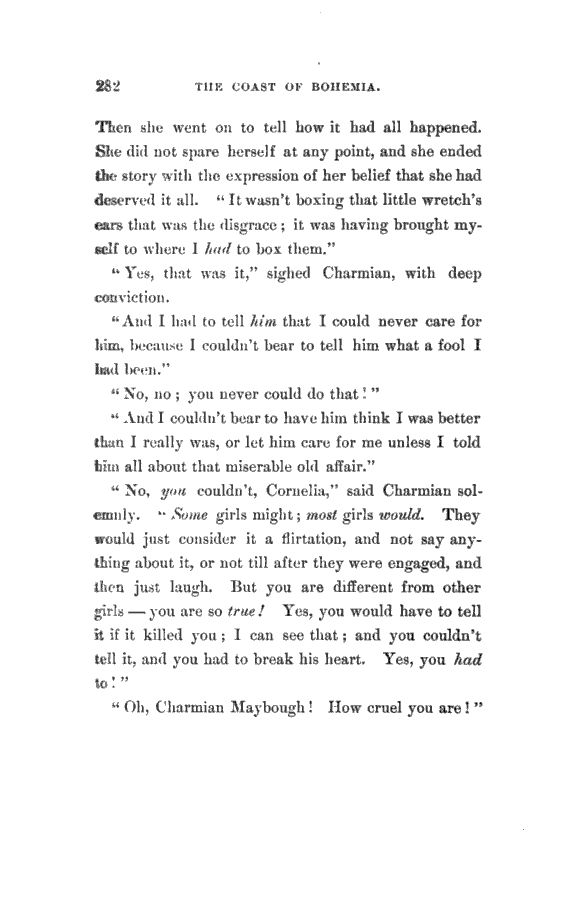 282 THE COAST OF BOHEMIA.
Then she went on to tell how it had all happened.
She did not spare herself at any point, and she ended
the story with the expression of her belief that she had
deserved it all. “It wasn't boxing that little wretch's
ears that was the disgrace; it was having brought my-
self to where I had to box them.”
“Yes, that was it,” sighed Charmian, with deep
conviction.
“And I had to tell him that I could never care for
him, because I couldn't bear to tell him what a fool I
had been.”
“No, no; you never could do that!”
“And I couldn't bear to have him think I was better
than I really was, or let him care for me unless I told
him all about that miserable old affair.”
“No, you couldn't, Cornelia,” said Charmian sol-
emnly. “Some girls might; most girls would. They
would just consider it a flirtation, and not say any-
thing about it, or not till after they were engaged, and
then just laugh. But you are different from other
girls — you are so true! Yes, you would have to tell
it if it killed you; I can see that; and you couldn't
tell it, and you had to break his heart. Yes, you had
to!”
“Oh, Charmian Maybough! How cruel you are!”